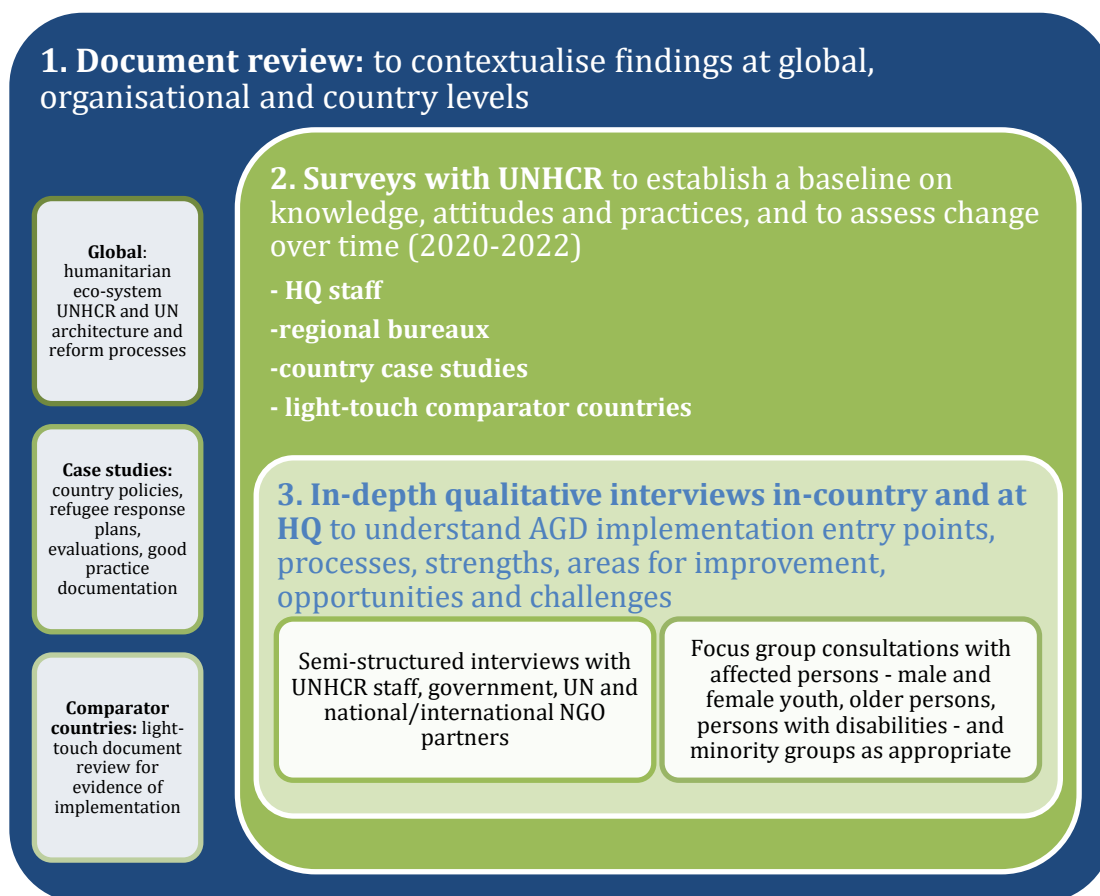 1. Document review: to contextualise findings at global,
organisational and country levels
Global:
humanitarian
eco-system
UNHCR and UN
architecture and
reform processes
Case studies:
country policies,
refugee response
plans,
evaluations, good
practice
documentation
Comparator
countries: light-
touch document
review for
evidence of
implementation
2. Surveys with UNHCR to establish a baseline on
knowledge, attitudes and practices, and to assess change
over time (2020-2022)
- HQ staff
-regional bureaux
-country case studies
- light-touch comparator countries
3. In-depth qualitative interviews in-country and at
HQ to understand AGD implementation entry points,
processes, strengths, areas for improvement,
opportunities and challenges
Semi-structured interviews with
UNHCR staff, government, UN and
national/international NGO
partners
Focus group consultations with
affected persons - male and
female youth, older persons,
persons with disabilities - and
minority groups as appropriate